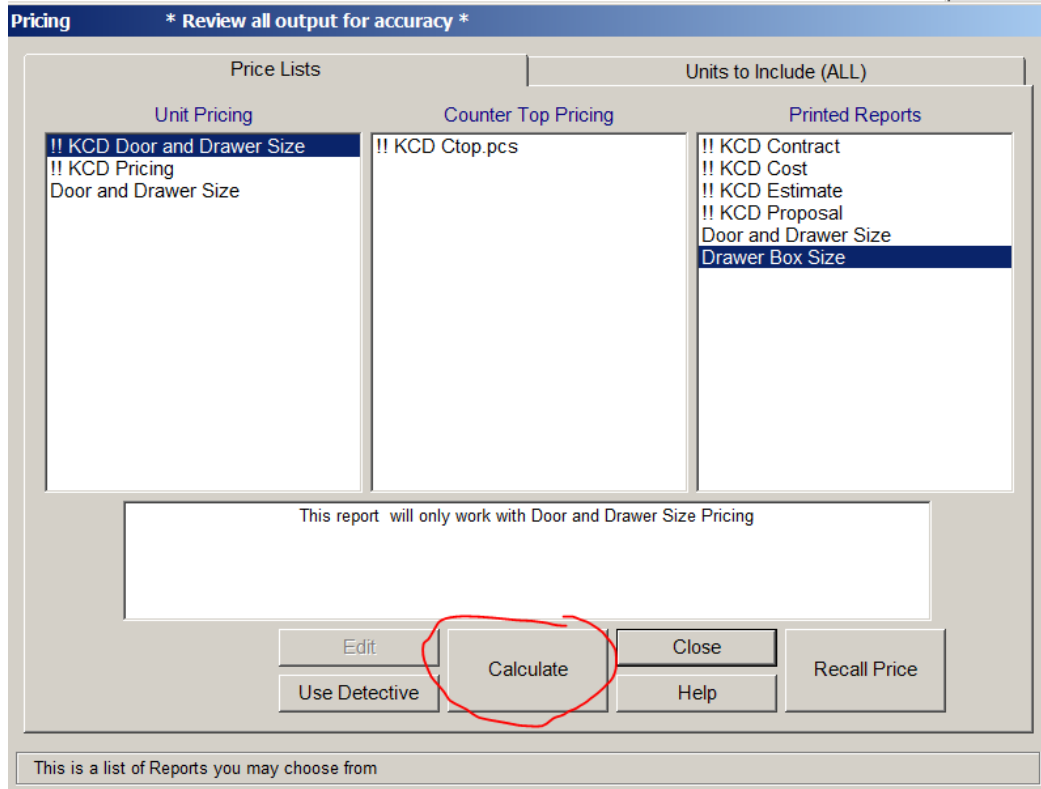 Pricing * Review all output for accuracy *
Price Lists
Units to Include (ALL)
Unit Pricing
!! KCD Door and Drawer Size
!! KCD Pricing
Door and Drawer Size
Counter Top Pricing
!! KCD Ctop.pcs
Printed Reports
!! KCD Contract
!! KCD Cost
!! KCD Estimate
!! KCD Proposal
Door and Drawer Size
Drawer Box Size
This report will only work with Door and Drawer Size Pricing
Edit
Use Detective
Calculate
Close
Help
Recall Price
This is a list of Reports you may choose from